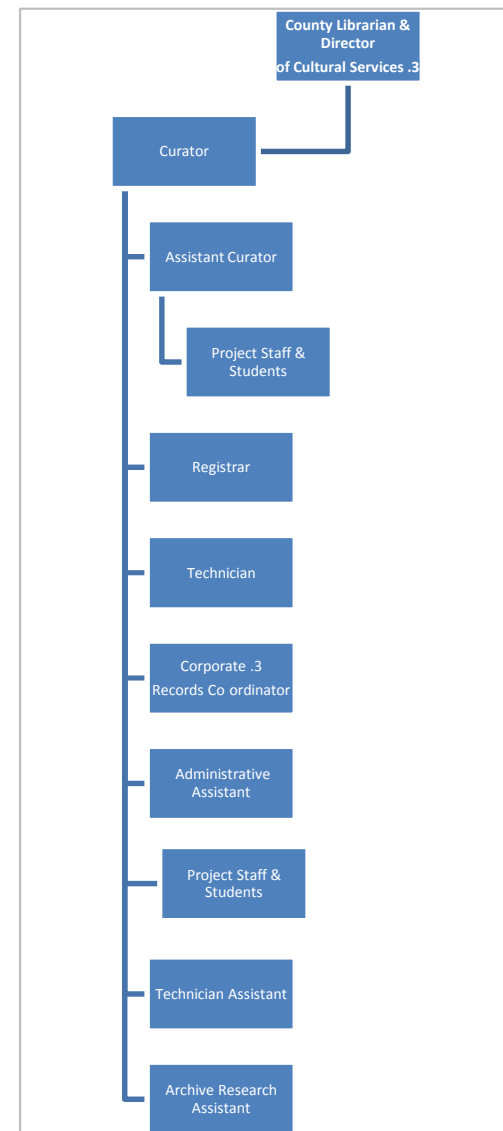 County Librarian &
Director
of Cultural Services .3
Curator
Assistant Curator
Project Staff &
Students
Registrar
Technician
Corporate .3
Records Co ordinator
Administrative
Assistant
Project Staff &
Students
Technician Assistant
Archive Research
Assistant